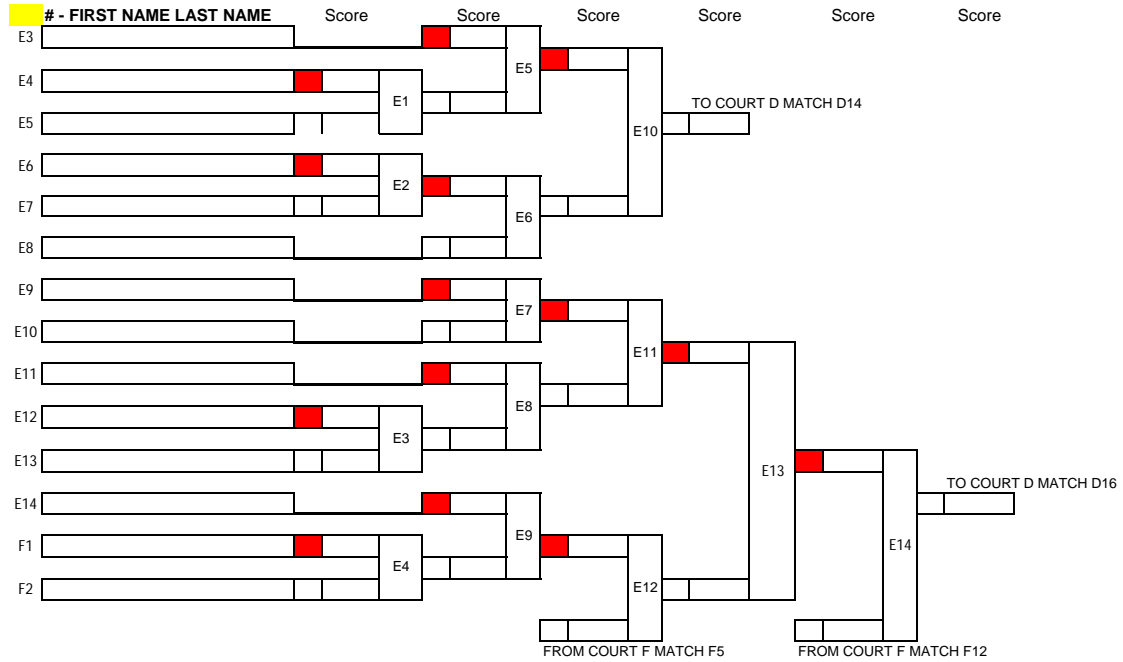 # - FIRST NAME LAST NAME Score Score Score Score Score Score
E3
E5
E4
E1
TO COURT D MATCH D14
E5
E10
E6
E2
E7
E6
E8
E9
E7
E10
E11
E11
E8
E12
E3
E13
E13
TO COURT D MATCH D16
E14
E9
F1
E14
E4
F2
E12
FROM COURT F MATCH F5 FROM COURT F MATCH F12